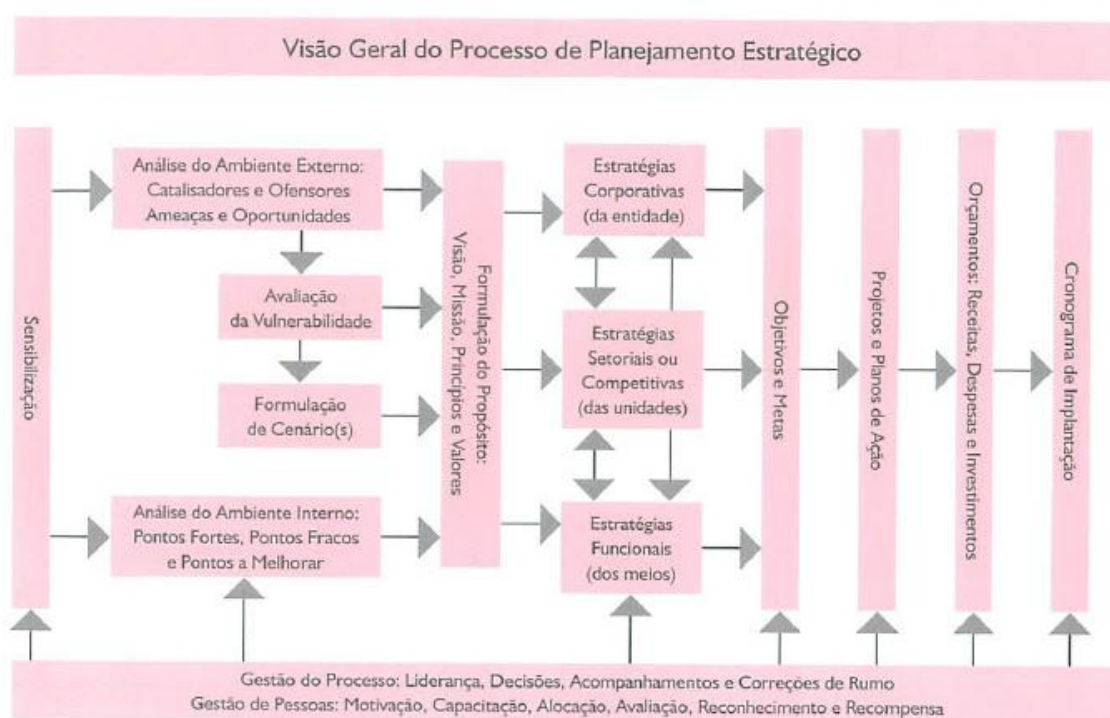 Visão Geral do Processo de Planejamento Estratégico
Sensibilização
Análise do Ambiente Externo:
Catalisadores e Ofensores
Ameaças e Oportunidades
Avaliação
da Vulnerabilidade
Formulação
de Cenário(s)
Análise do Ambiente Interno:
Pontos Fortes, Pontos Fracos
e Pontos a Melhorar
Formulação do Propósito:
Visão, Missão, Princípios e Valores
Estratégias
Corporativas
(da entidade)
Estratégias
Setoriais ou
Competitivas
(das unidades)
Estratégias
Funcionais
(dos meios)
Objetivos e Metas
Projetos e Planos de Ação
Orçamentos: Receitas, Despesas e Investimentos
Cronograma de Implantação
Gestão do Processo: Liderança, Decisões, Acompanhamentos e Correções de Rumo
Gestão de Pessoas: Motivação, Capacitação, Alocação, Avaliação, Reconhecimento e Recompensa